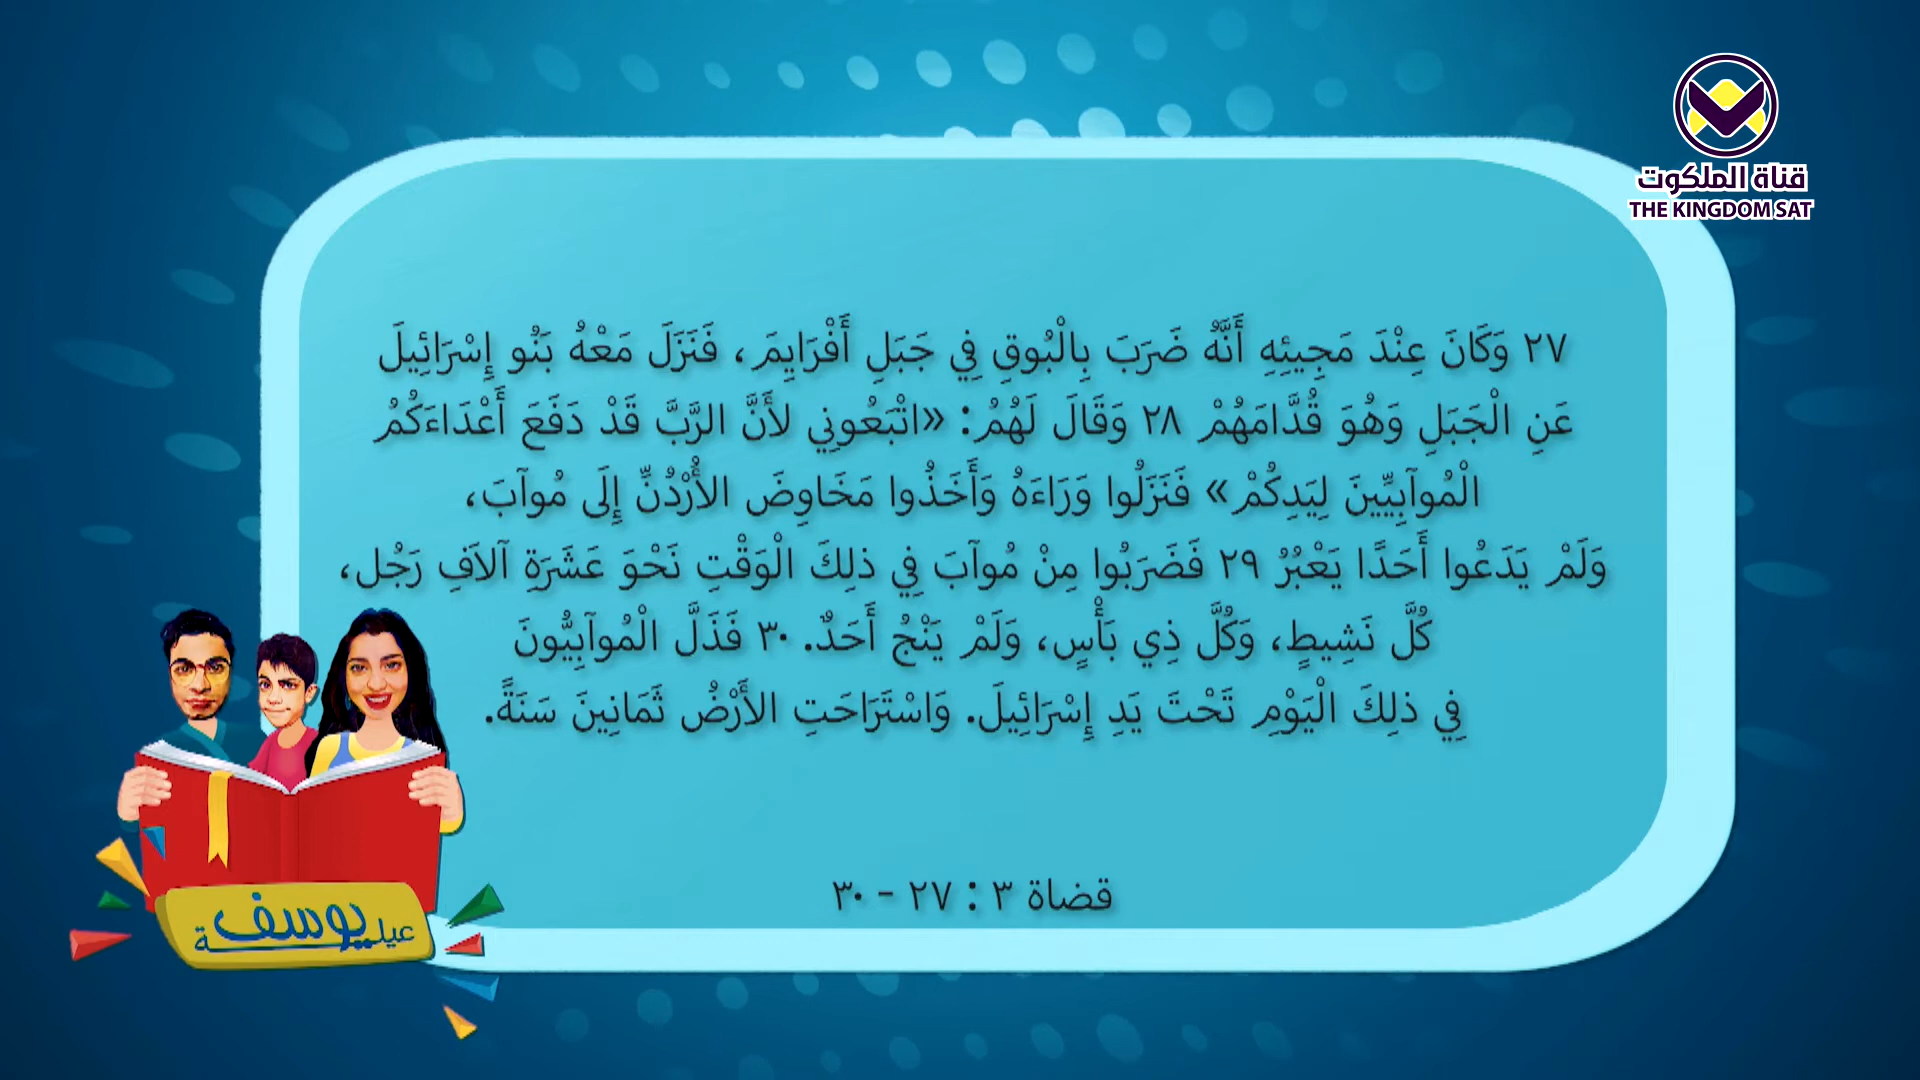 قناة الملكوت
THE KINGDOM SAT
٢٧ وَكَانَ عِنْدَ مَجِيئِهِ أَنَّهُ ضَرَبَ بِالْبُوقِ فِي جَبَلِ أَفْرَايِمَ، فَنَزَلَ مَعْهُ بَنُو إِسْرَائِيلَ
عَنِ الْجَبَلِ وَهُوَ قُدَّامَهُمْ ٢٨ وَقَالَ لَهُمُ: «اتْبَعُونِي لأَنَّ الرَّبَّ قَدْ دَفَعَ أَعْدَاءَكُمُ
الْمُوآبِيِّينَ لِيَدِكُمْ» فَنَزَلُوا وَرَاءَهُ وَأَخَذُوا مَخَاوِضَ الأُرْدُنِّ إِلَى مُوآبَ،
وَلَمْ يَدَعُوا أَحَدًا يَعْبُرُ ٢٩ فَضَرَبُوا مِنْ مُوآبَ فِي ذلِكَ الْوَقْتِ نَحْوَ عَشَرَةِ آلاَفِ رَجُل،
كُلَّ نَشِيطٍ، وَكُلَّ ذِي بَأْسٍ، وَلَمْ يَنْجُ أَحَدٌ. ٣٠ فَذَلَّ الْمُوآبِيُّونَ
فِي ذلِكَ الْيَوْمِ تَحْتَ يَدِ إِسْرَائِيلَ. وَاسْتَرَاحَتِ الأَرْضُ ثَمَانِينَ سَنَةً.
قضاة ٣ : ٢٧ - ٣٠
عيلة يوسف